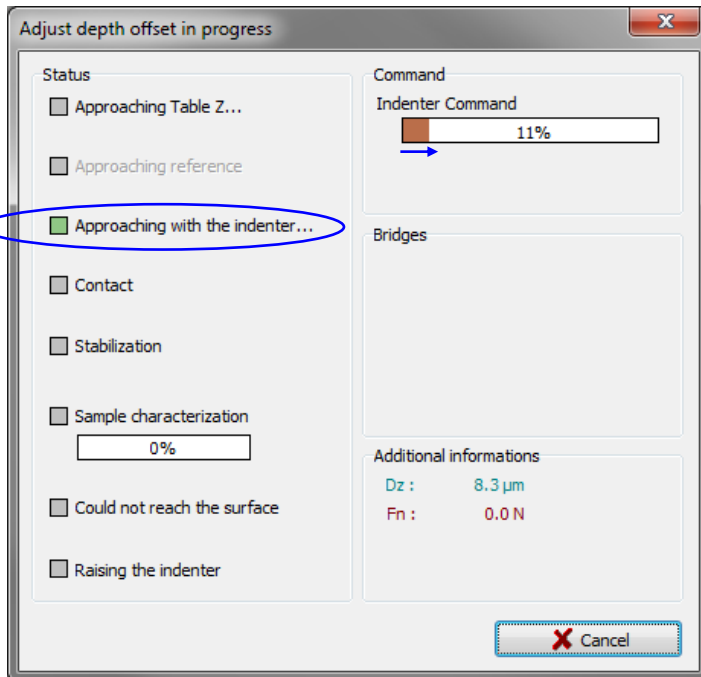 Adjust depth offset in progress
Status
Approaching Table Z...
Approaching reference
Approaching with the indenter...
Contact
Stabilization
Sample characterization
0%
Could not reach the surface
Raising the indenter
Command
Indenter Command
11%
Bridges
Additional informations
Dz : 8.3 µm
Fn : 0.0 N
Cancel